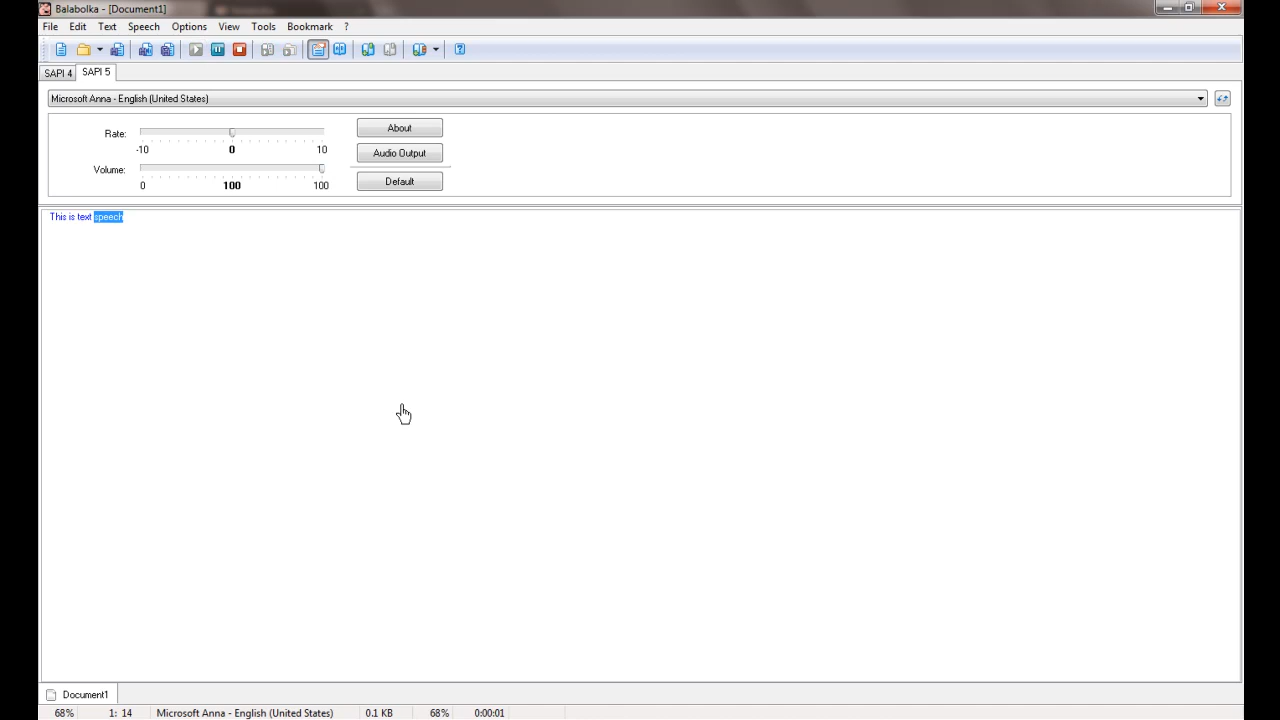 Balabolka - [Document1]
File Edit Text Speech Options View Tools Bookmark ?
SAPI 4 SAPI 5
Microsoft Anna - English (United States)
Rate:
-10 0 10
About
Audio Output
Volume:
0 100 100
Default
This is text speech
Document1
68% 1: 14 Microsoft Anna - English (United States) 0.1 KB 68% 0:00:01